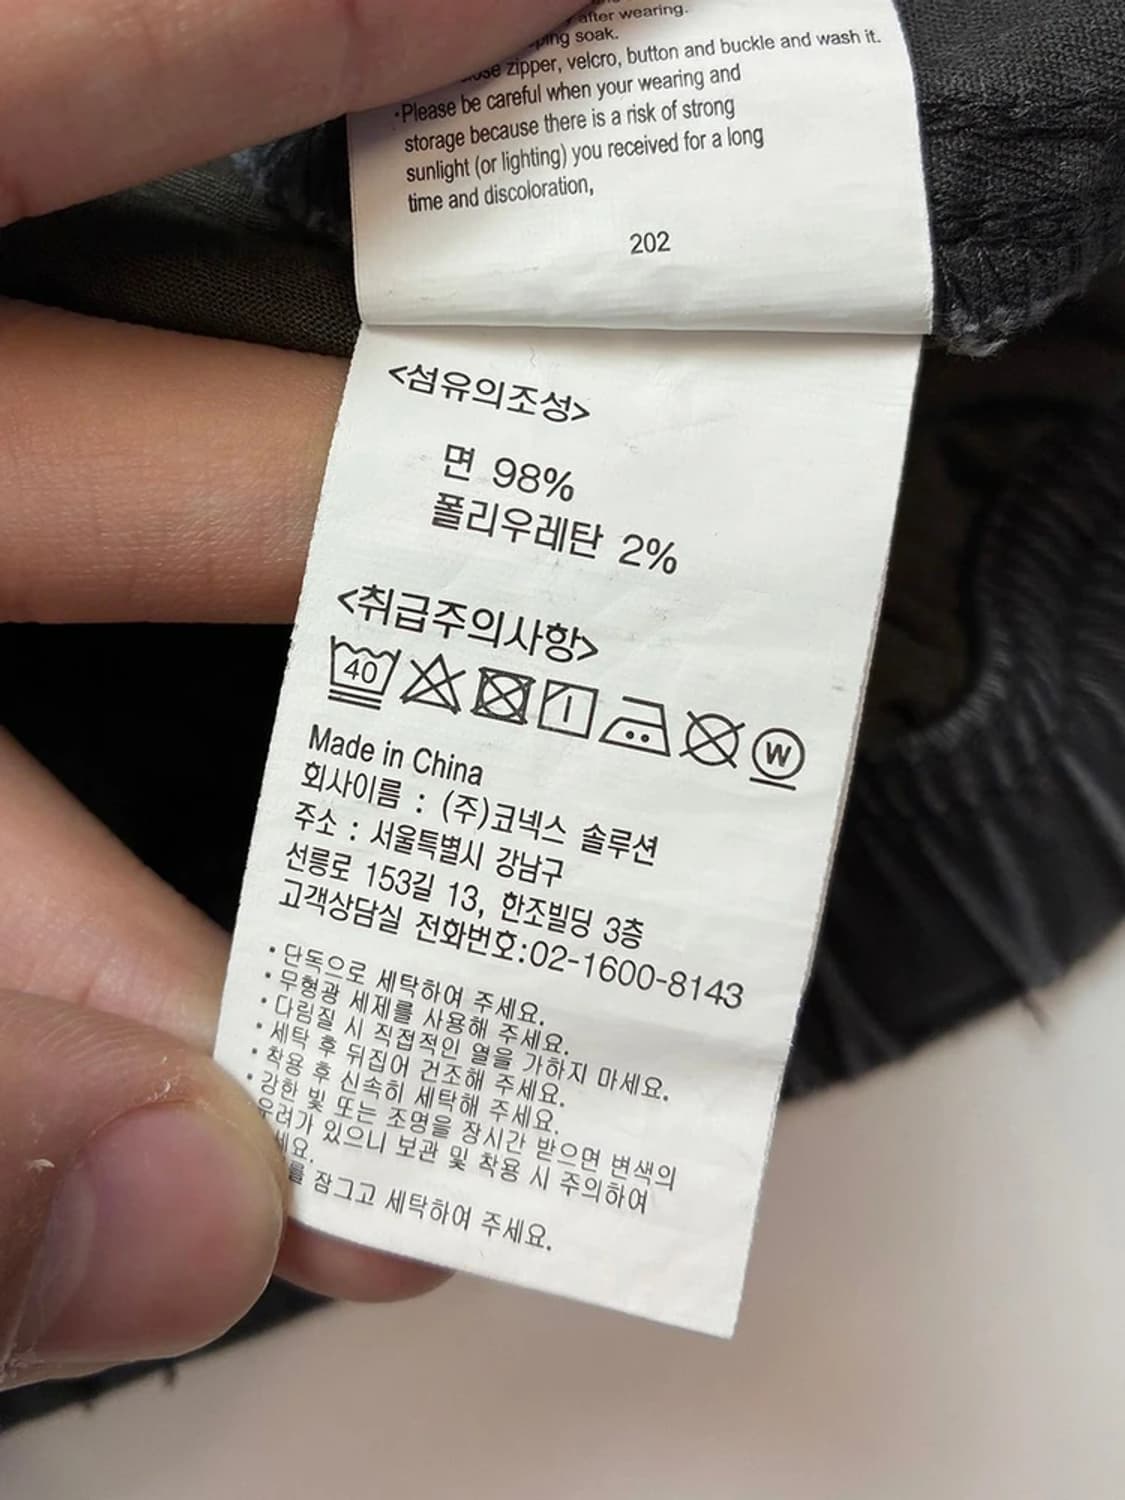 after wearing.
soak.
zipper, velcro, button and buckle and wash it.
·Please be careful when your wearing and
storage because there is a risk of strong
sunlight (or lighting) you received for a long
time and discoloration,
202
<섬유의조성>
면 98%
폴리우레탄 2%
<취급주의사항>
40
W
Made in China
회사이름 : (주)코넥스 솔루션
주소 : 서울특별시 강남구
선릉로 153길 13, 한조빌딩 3층
고객상담실 전화번호:02-1600-8143
·단독으로 세탁하여 주세요.
·무형광 세제를 사용해 주세요.
·다림질 시 직접적인 열을 가하지 마세요.
·세탁 후 뒤집어 건조해 주세요.
·착용 후 신속히 세탁해 주세요.
·강한 빛 또는 조명을 장시간 받으면 변색의
우려가 있으니 보관 및 착용 시 주의하여
잠그고 세탁하여 주세요.